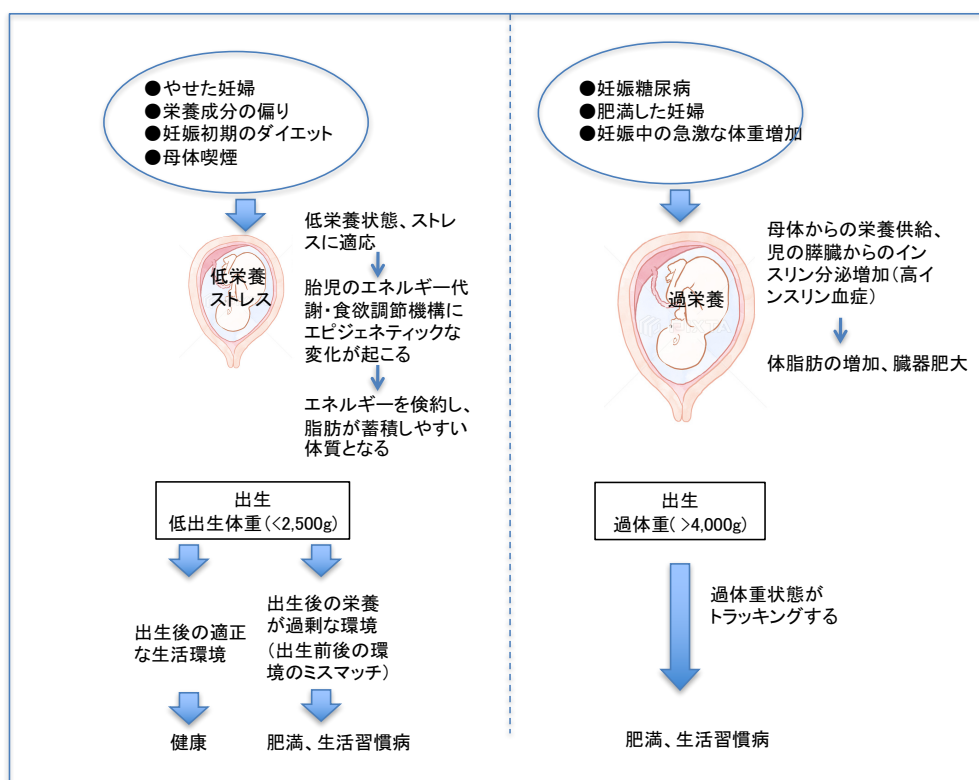 ●やせた妊婦
●栄養成分の偏り
●妊娠初期のダイエット
●母体喫煙
低栄養状態、ストレ
スに適応
低栄養
ストレス
胎児のエネルギー代
謝・食欲調節機構に
エピジェネティックな
変化が起こる
エネルギーを倹約し、
脂肪が蓄積しやすい
体質となる
出生
低出生体重(<2,500g)
出生後の適正
な生活環境
健康
出生後の栄養
が過剰な環境
(出生前後の環
境のミスマッチ)
肥満、生活習慣病
●妊娠糖尿病
●肥満した妊婦
●妊娠中の急激な体重増加
過栄養
母体からの栄養供給、
児の膵臓からのイン
スリン分泌増加(高イ
ンスリン血症)
体脂肪の増加、臓器肥大
出生
過体重( >4,000g)
過体重状態が
トラッキングする
肥満、生活習慣病